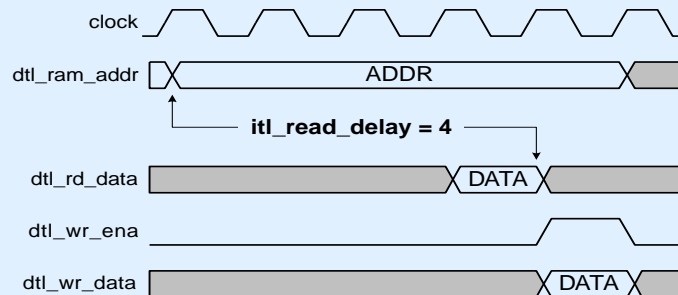 clock
dtl_ram_addr ADDR
itl_read_delay = 4
dtl_rd_data DATA
dtl_wr_ena
dtl_wr_data DATA